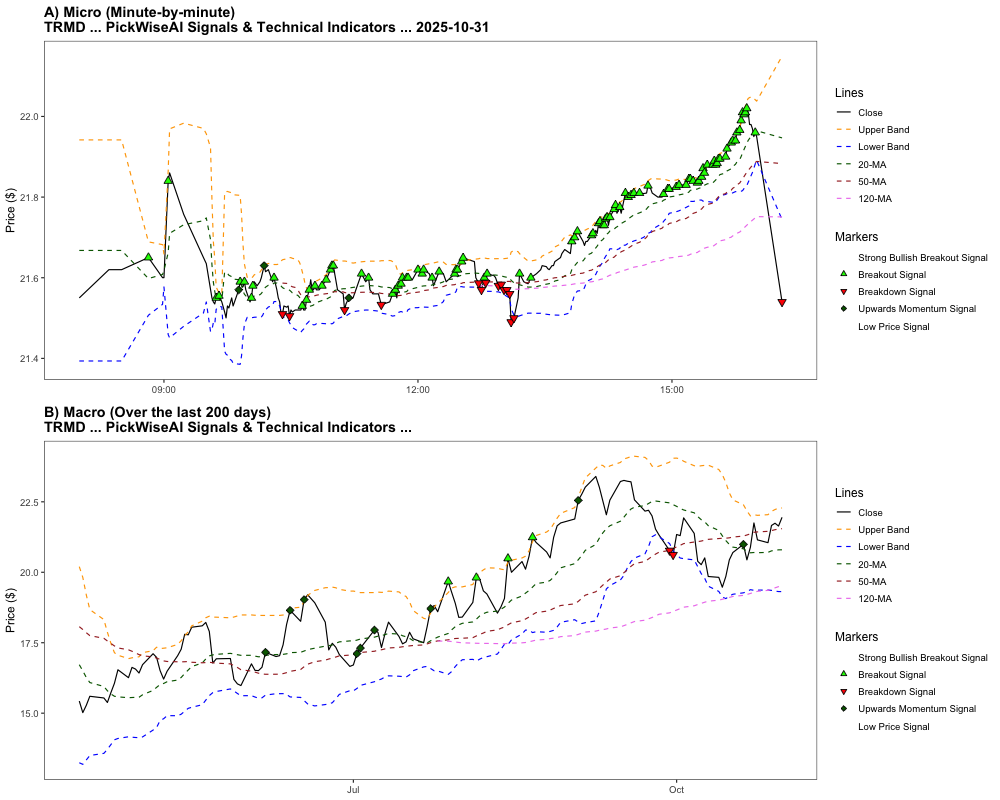 A) Micro (Minute-by-minute)
TRMD ... PickWiseAI Signals & Technical Indicators ... 2025-10-31
Price ($)
22.0
21.8
21.6
21.4
09:00
12:00
15:00
Lines
Close
Upper Band
Lower Band
20-MA
50-MA
120-MA
Markers
Strong Bullish Breakout Signal
Breakout Signal
Breakdown Signal
Upwards Momentum Signal
Low Price Signal
B) Macro (Over the last 200 days)
TRMD ... PickWiseAI Signals & Technical Indicators ...
Price ($)
22.5
20.0
17.5
15.0
Jul
Oct
Lines
Close
Upper Band
Lower Band
20-MA
50-MA
120-MA
Markers
Strong Bullish Breakout Signal
Breakout Signal
Breakdown Signal
Upwards Momentum Signal
Low Price Signal